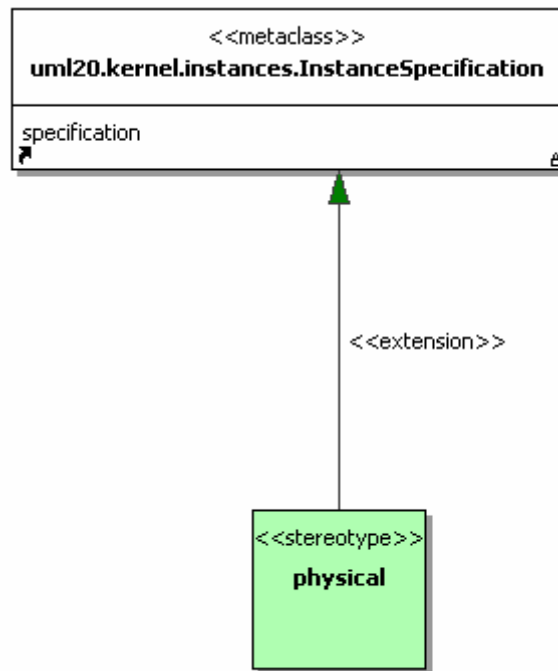 <<metaclass>>
uml20.kernel.instances.InstanceSpecification
specification
<<extension>>
<<stereotype>>
physical